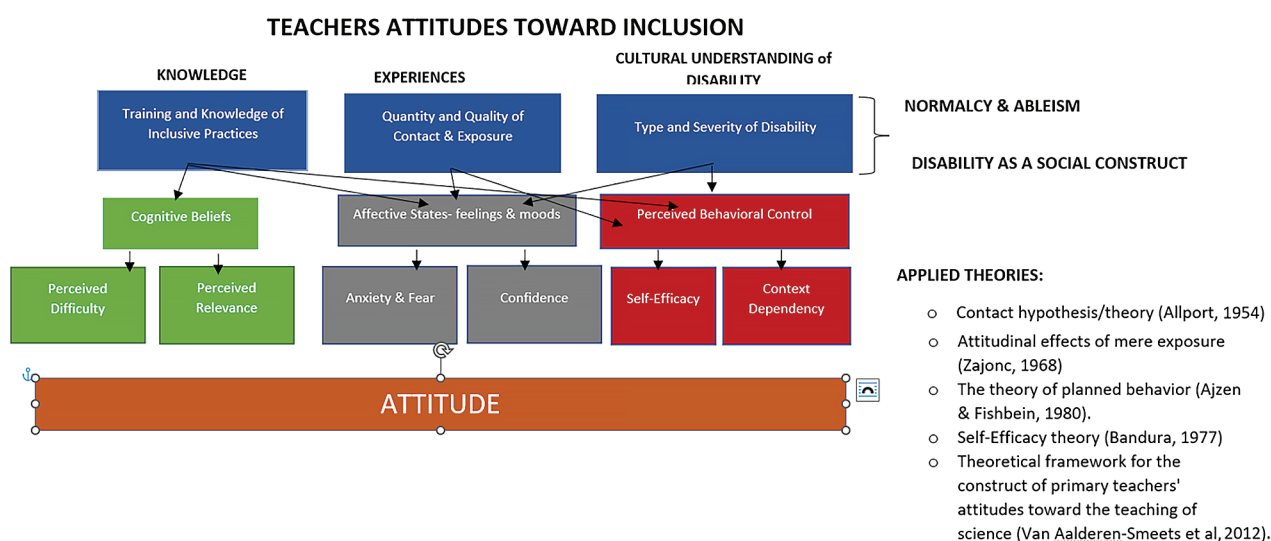 TEACHERS ATTITUDES TOWARD INCLUSION
KNOWLEDGE
EXPERIENCES
CULTURAL UNDERSTANDING of
DISABILITY
Training and Knowledge of
Inclusive Practices
Quantity and Quality of
Contact & Exposure
Type and Severity of Disability
NORMALCY & ABLEISM
DISABILITY AS A SOCIAL CONSTRUCT
Cognitive Beliefs
Affective States- feelings & moods
Perceived Behavioral Control
Perceived
Difficulty
Perceived
Relevance
Anxiety & Fear
Confidence
Self-Efficacy
Context
Dependency
ATTITUDE
APPLIED THEORIES:
o Contact hypothesis/theory (Allport, 1954)
o Attitudinal effects of mere exposure
(Zajonc, 1968)
o The theory of planned behavior (Ajzen
& Fishbein, 1980).
o Self-Efficacy theory (Bandura, 1977)
o Theoretical framework for the
construct of primary teachers'
attitudes toward the teaching of
science (Van Aalderen-Smeets et al, 2012).